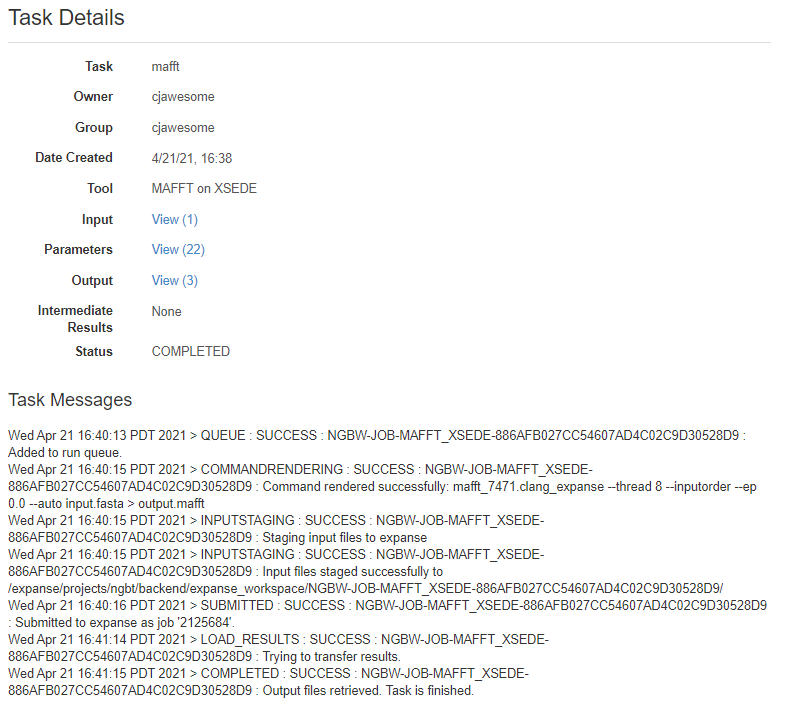 Task Details
Task mafft
Owner cjawesome
Group cjawesome
Date Created 4/21/21, 16:38
Tool MAFFT on XSEDE
Input View (1)
Parameters View (22)
Output View (3)
Intermediate None
Results
Status COMPLETED
Task Messages
Wed Apr 21 16:40:13 PDT 2021 > QUEUE : SUCCESS : NGBW-JOB-MAFFT_XSEDE-886AFB027CC54607AD4C02C9D30528D9 :
Added to run queue.
Wed Apr 21 16:40:15 PDT 2021 > COMMANDRENDERING : SUCCESS : NGBW-JOB-MAFFT_XSEDE-
886AFB027CC54607AD4C02C9D30528D9 : Command rendered successfully: mafft_7471.clang_expanse --thread 8 --inputorder --ep
0.0 --auto input.fasta > output.mafft
Wed Apr 21 16:40:15 PDT 2021 > INPUTSTAGING : SUCCESS : NGBW-JOB-MAFFT_XSEDE-
886AFB027CC54607AD4C02C9D30528D9 : Staging input files to expanse
Wed Apr 21 16:40:15 PDT 2021 > INPUTSTAGING : SUCCESS : NGBW-JOB-MAFFT_XSEDE-
886AFB027CC54607AD4C02C9D30528D9 : Input files staged successfully to
/expanse/projects/ngbt/backend/expanse_workspace/NGBW-JOB-MAFFT_XSEDE-886AFB027CC54607AD4C02C9D30528D9/
Wed Apr 21 16:40:16 PDT 2021 > SUBMITTED : SUCCESS : NGBW-JOB-MAFFT_XSEDE-886AFB027CC54607AD4C02C9D30528D9
: Submitted to expanse as job '2125684'.
Wed Apr 21 16:41:14 PDT 2021 > LOAD_RESULTS : SUCCESS : NGBW-JOB-MAFFT_XSEDE-
886AFB027CC54607AD4C02C9D30528D9 : Trying to transfer results.
Wed Apr 21 16:41:15 PDT 2021 > COMPLETED : SUCCESS : NGBW-JOB-MAFFT_XSEDE-
886AFB027CC54607AD4C02C9D30528D9 : Output files retrieved. Task is finished.